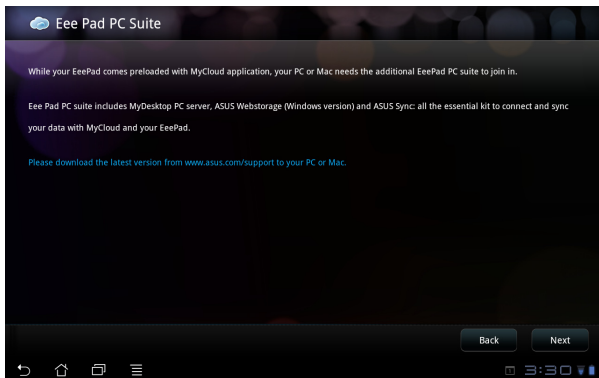 Eee Pad PC Suite
While your EeePad comes preloaded with MyCloud application, your PC or Mac needs the additional EeePad PC suite to join in.
Eee Pad PC suite includes MyDesktop PC server, ASUS Webstorage (Windows version) and ASUS Sync: all the essential kit to connect and sync
your data with MyCloud and your EeePad.
Please download the latest version from www.asus.com/support to your PC or Mac.
Back Next
3:30